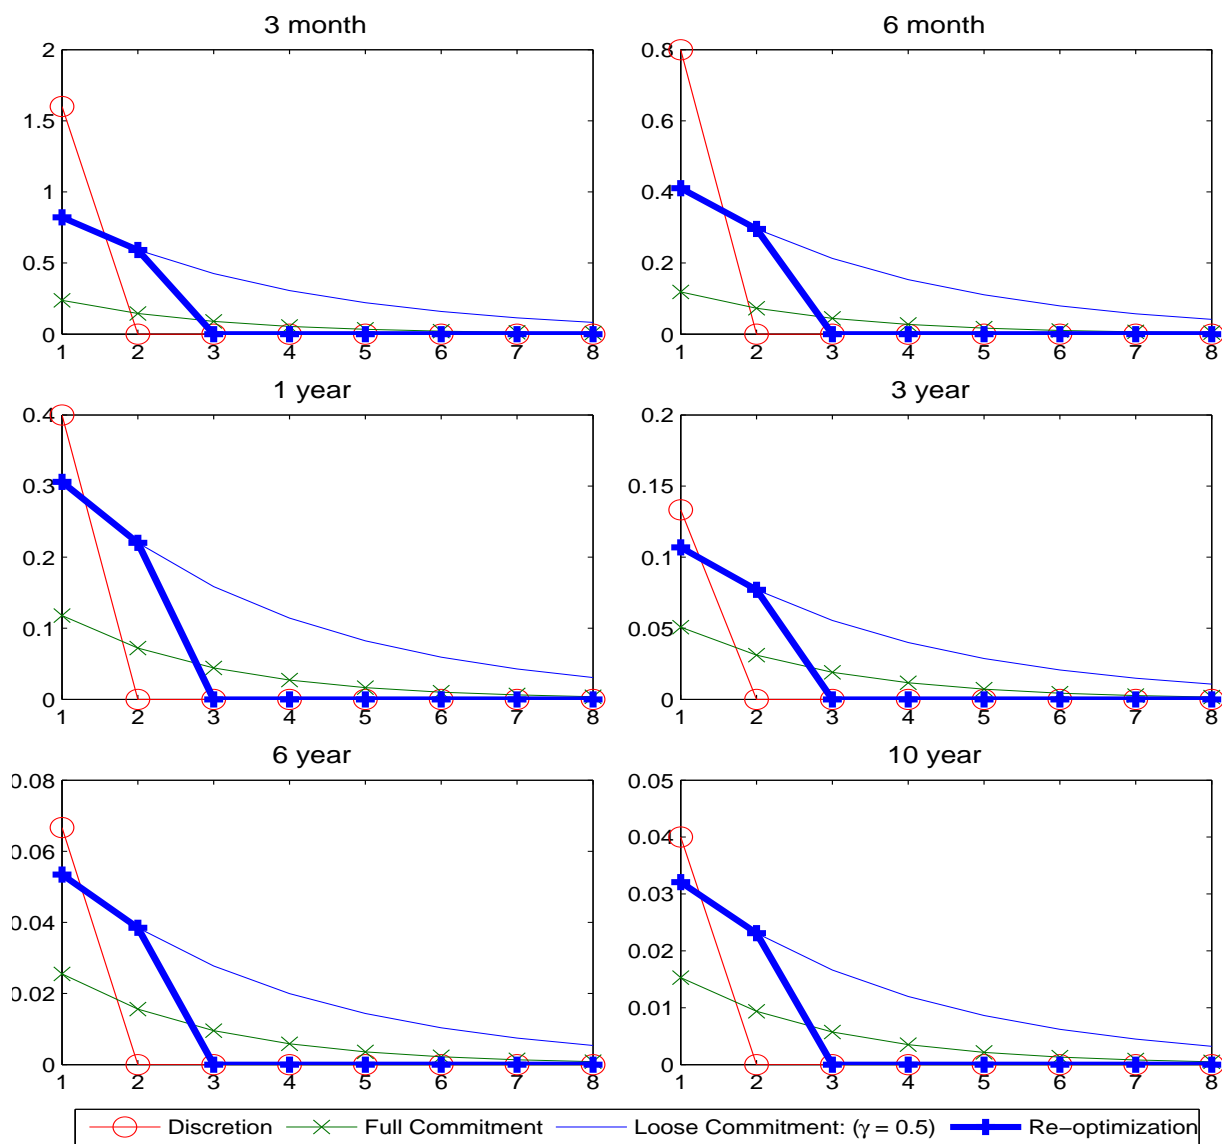 3 month
6 month
2
1.5
1
0.5
0
1 2 3 4 5 6 7 8
0.8
0.6
0.4
0.2
0
1 2 3 4 5 6 7 8
1 year
3 year
0.4
0.3
0.2
0.1
0
1 2 3 4 5 6 7 8
0.2
0.15
0.1
0.05
0
1 2 3 4 5 6 7 8
6 year
10 year
0.08
0.06
0.04
0.02
0
1 2 3 4 5 6 7 8
0.05
0.04
0.03
0.02
0.01
0
1 2 3 4 5 6 7 8
Discretion Full Commitment Loose Commitment: (γ = 0.5) Re−optimization